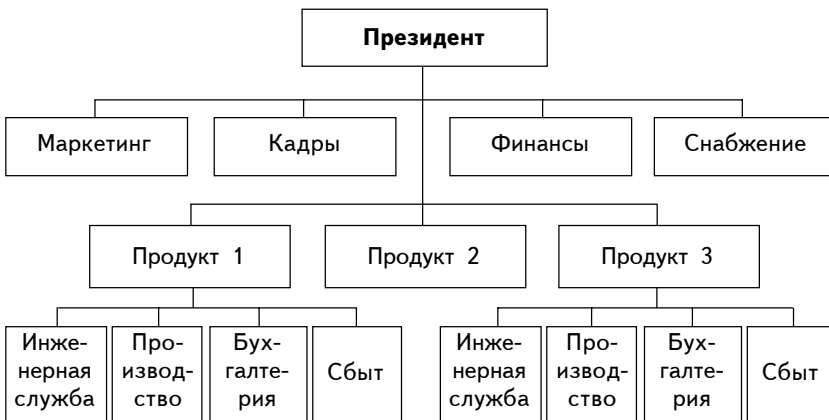 Президент
Маркетинг
Кадры
Финансы
Снабжение
Продукт 1
Продукт 2
Продукт 3
Инже-
нерная
служба
Про-
извод-
ство
Бух-
галте-
рия
Сбыт
Инже-
нерная
служба
Про-
извод-
ство
Бух-
галте-
рия
Сбыт